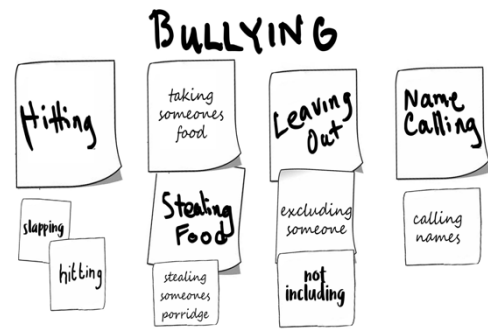 BULLYING
Hitting
slapping
hitting
taking
someones
food
Stealing
Food
stealing
someones
porridge
Leaving
Out
excluding
someone
not
including
Name
Calling
calling
names